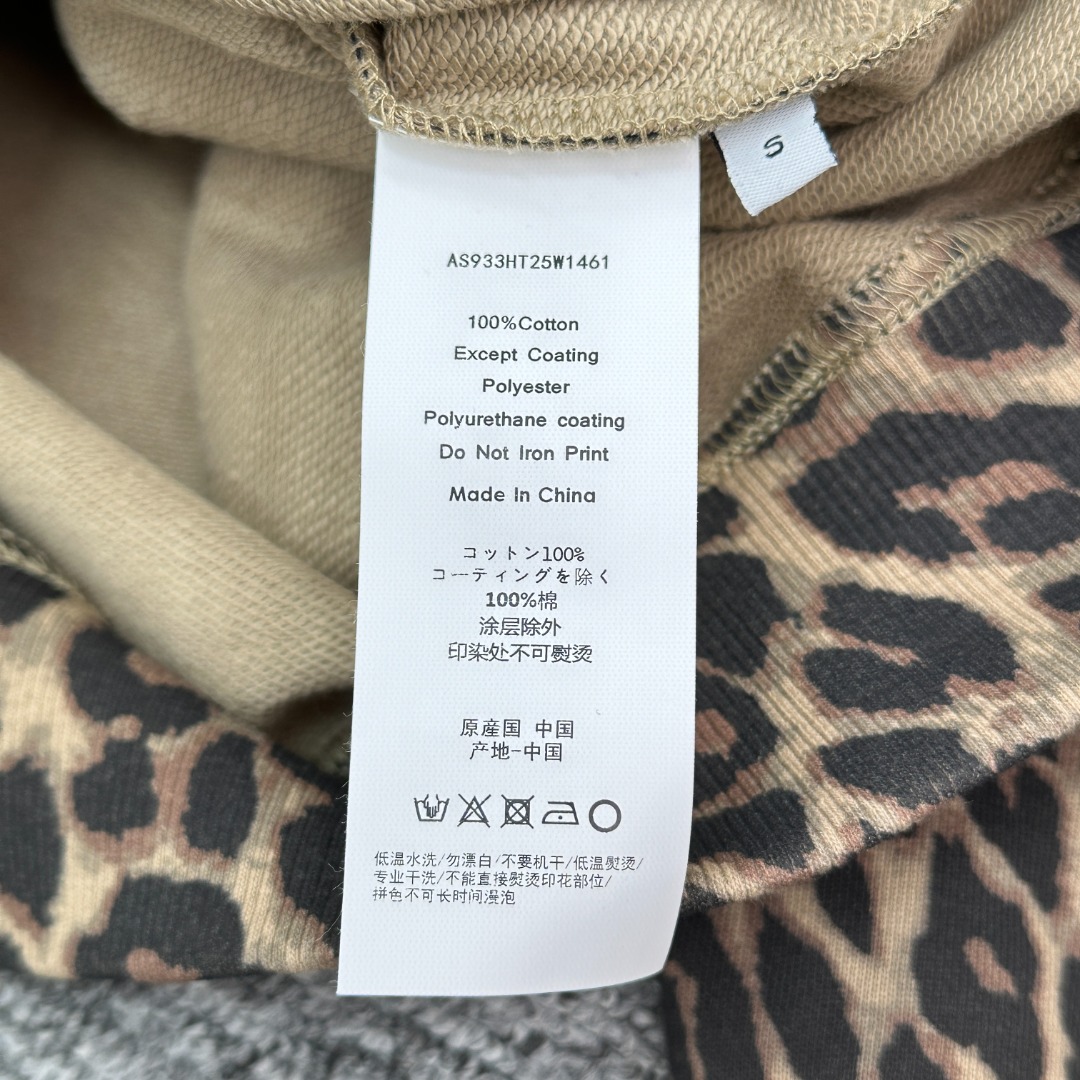 S
AS933HT25W1461
100%Cotton
Except Coating
Polyester
Polyurethane coating
Do Not Iron Print
Made In China
コットン100%
コーティングを除く
100%棉
涂层除外
印染处不可熨烫
原産国 中国
产地-中国
低温水洗/勿漂白/不要机干/低温熨烫/
专业干洗/不能直接熨烫印花部位/
拼色不可长时间漫泡